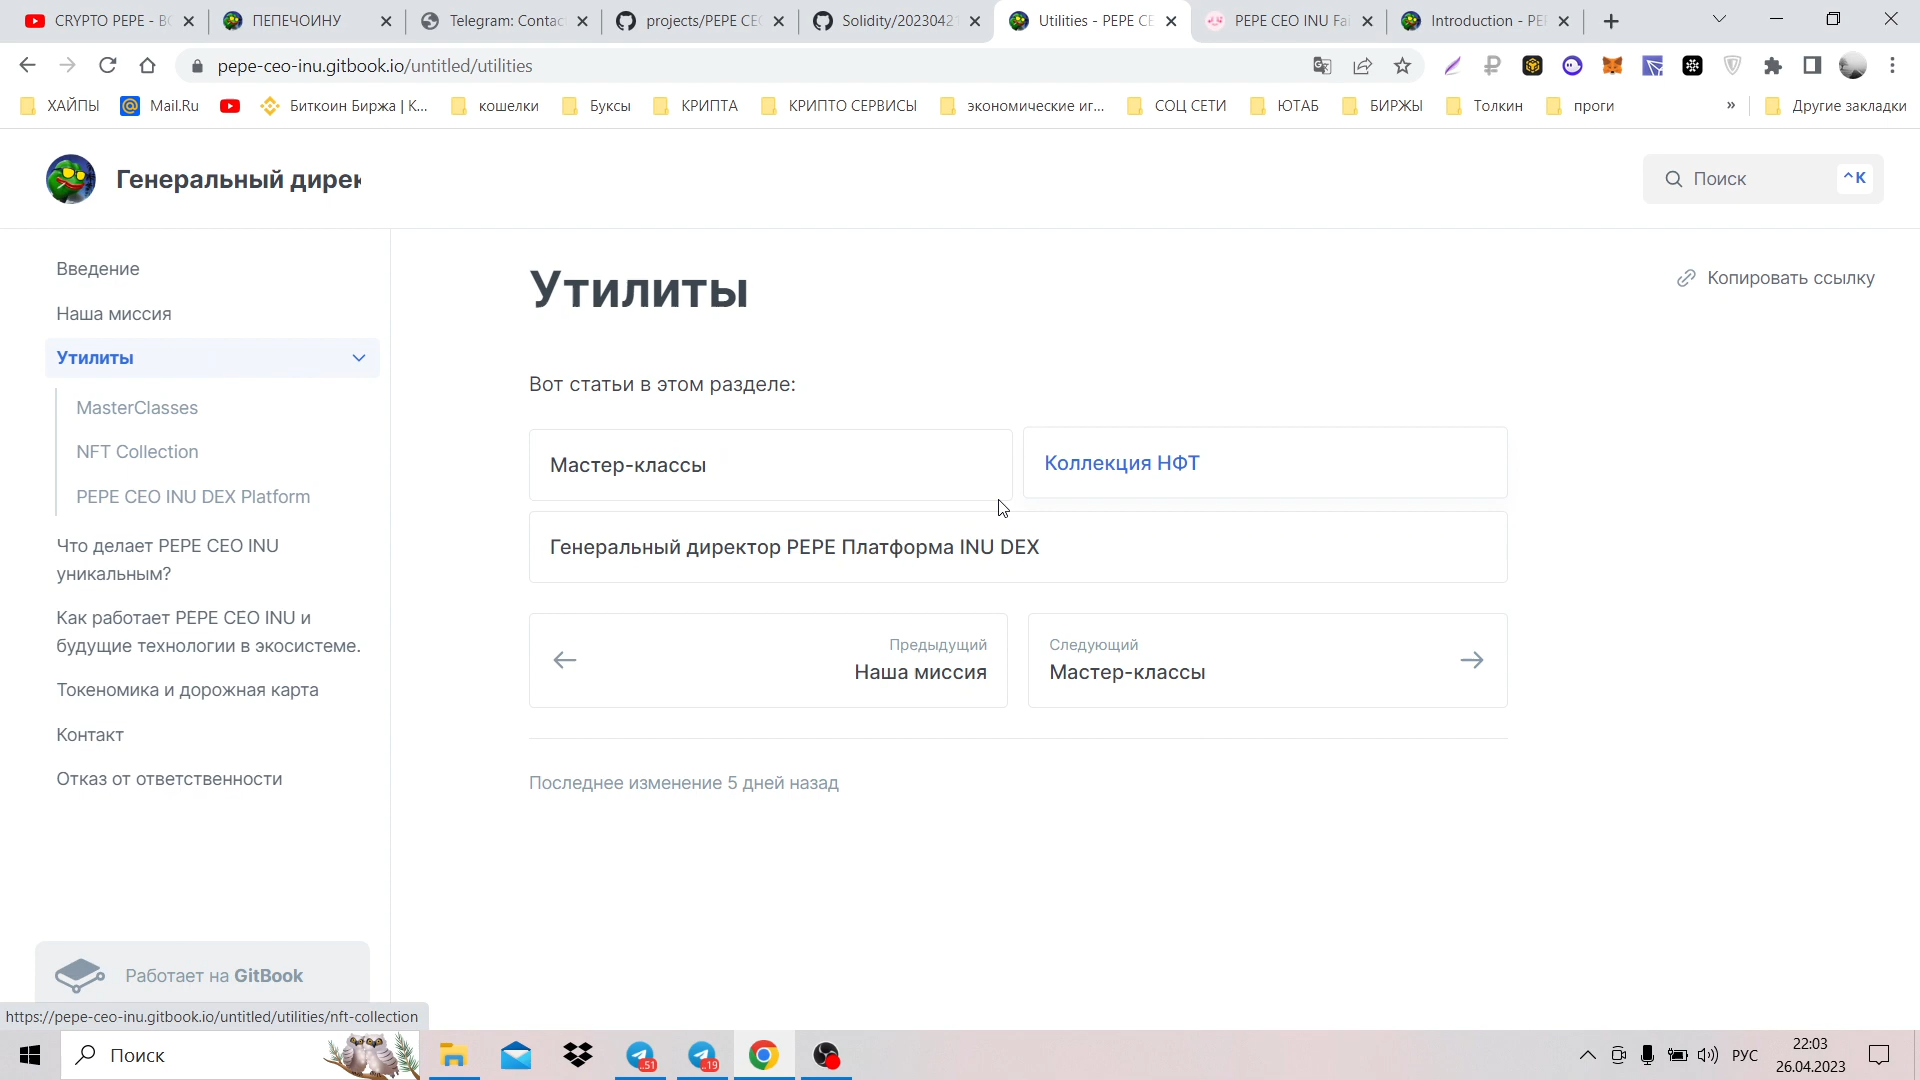 CRYPTO PEPE - B
ПЕПЕЧОИНУ
Telegram: Contac
projects/PEPE CE
Solidity/20230421
Utilities - PEPE CE
PEPE CEO INU Fai
Introduction - PE
pepe-ceo-inu.gitbook.io/untitled/utilities
ХАЙПЫ
Mail.Ru
Биткоин Биржа | К...
кошелки
Буксы
КРИПТА
КРИПТО СЕРВИСЫ
экономические иг...
СОЦ СЕТИ
ЮТАБ
БИРЖЫ
Толкин
проги
»
Другие закладки
Генеральный дирек
Поиск
^K
Введение
Наша миссия
Утилиты
MasterClasses
NFT Collection
PEPE CEO INU DEX Platform
Что делает PEPE CEO INU
уникальным?
Как работает PEPE CEO INU и
будущие технологии в экосистеме.
Токеномика и дорожная карта
Контакт
Отказ от ответственности
Работает на GitBook
Утилиты
Копировать ссылку
Вот статьи в этом разделе:
Мастер-классы
Коллекция НФТ
Генеральный директор PEPE Платформа INU DEX
Предыдущий
Наша миссия
Следующий
Мастер-классы
Последнее изменение 5 дней назад
https://pepe-ceo-inu.gitbook.io/untitled/utilities/nft-collection
Поиск
51
19
РУС
22:03
26.04.2023